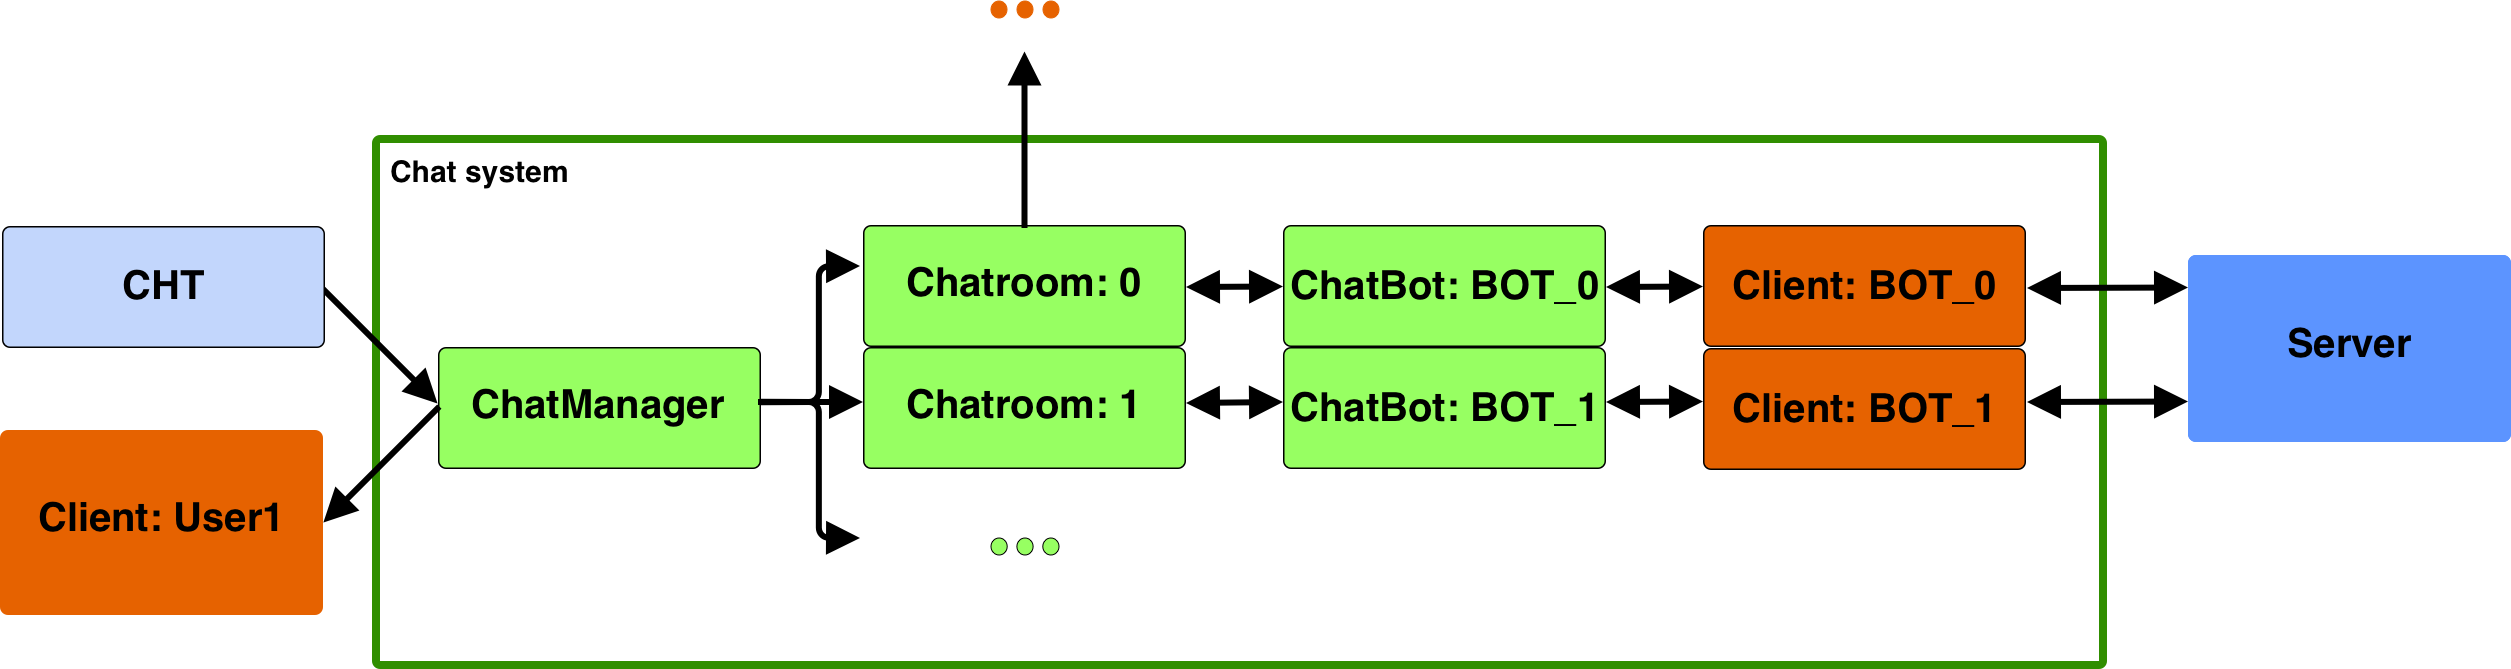 Chat system
CHT
Chatroom: 0
ChatBot: BOT_0
Client: BOT_0
Server
ChatManager
Chatroom: 1
ChatBot: BOT_1
Client: BOT_1
Client: User1